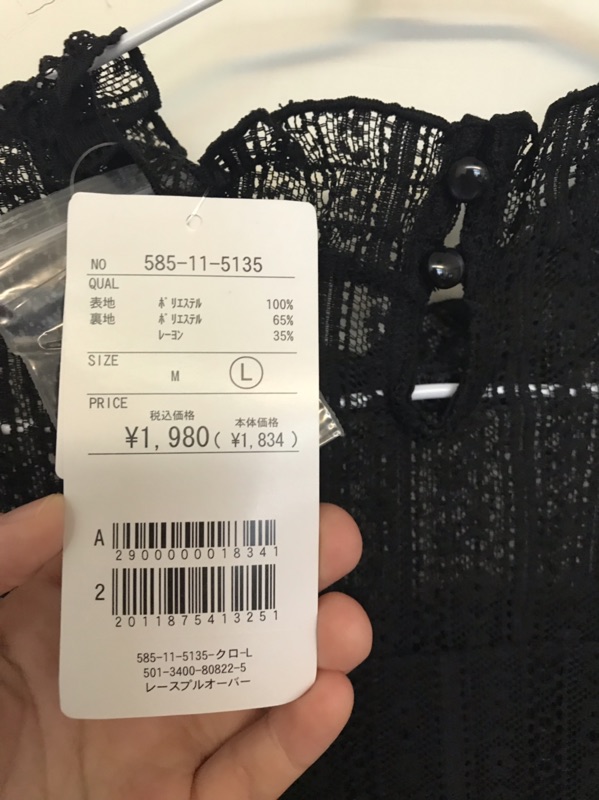 NO 585-11-5135
QUAL
表地 ポリエステル 100%
裏地 ポリエステル 65%
レーヨン 35%
SIZE M L
PRICE
税込価格 本体価格
¥1,980( ¥1,834 )
A
2900000018341
2
2011875413251
585-11-5135-クロ-L
501-3400-80822-5
レースプルオーバー